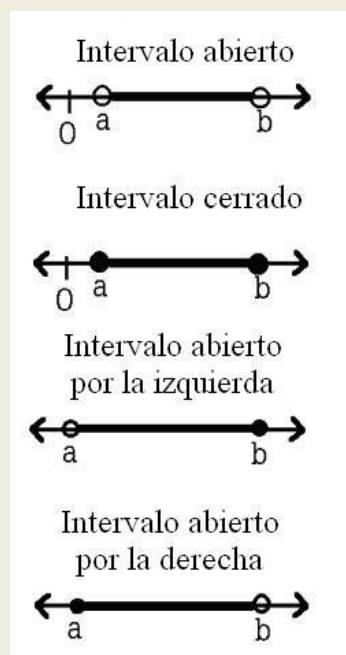 Intervalo abierto
0 a b
Intervalo cerrado
0 a b
Intervalo abierto
por la izquierda
a b
Intervalo abierto
por la derecha
a b